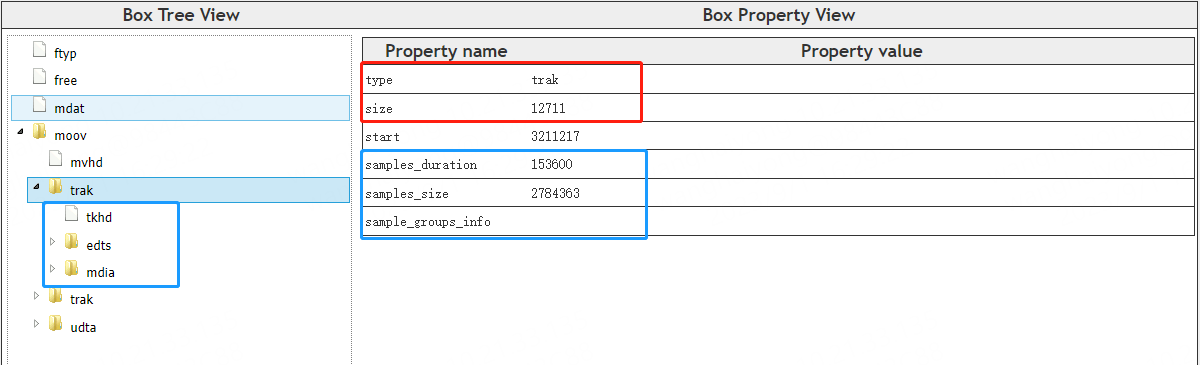 Box Tree View
Box Property View
ftyp
free
mdat
moov
mvhd
trak
tkhd
edts
mdia
trak
udta
Property name Property value
type trak
size 12711
start 3211217
samples_duration 153600
samples_size 2784363
sample_groups_info